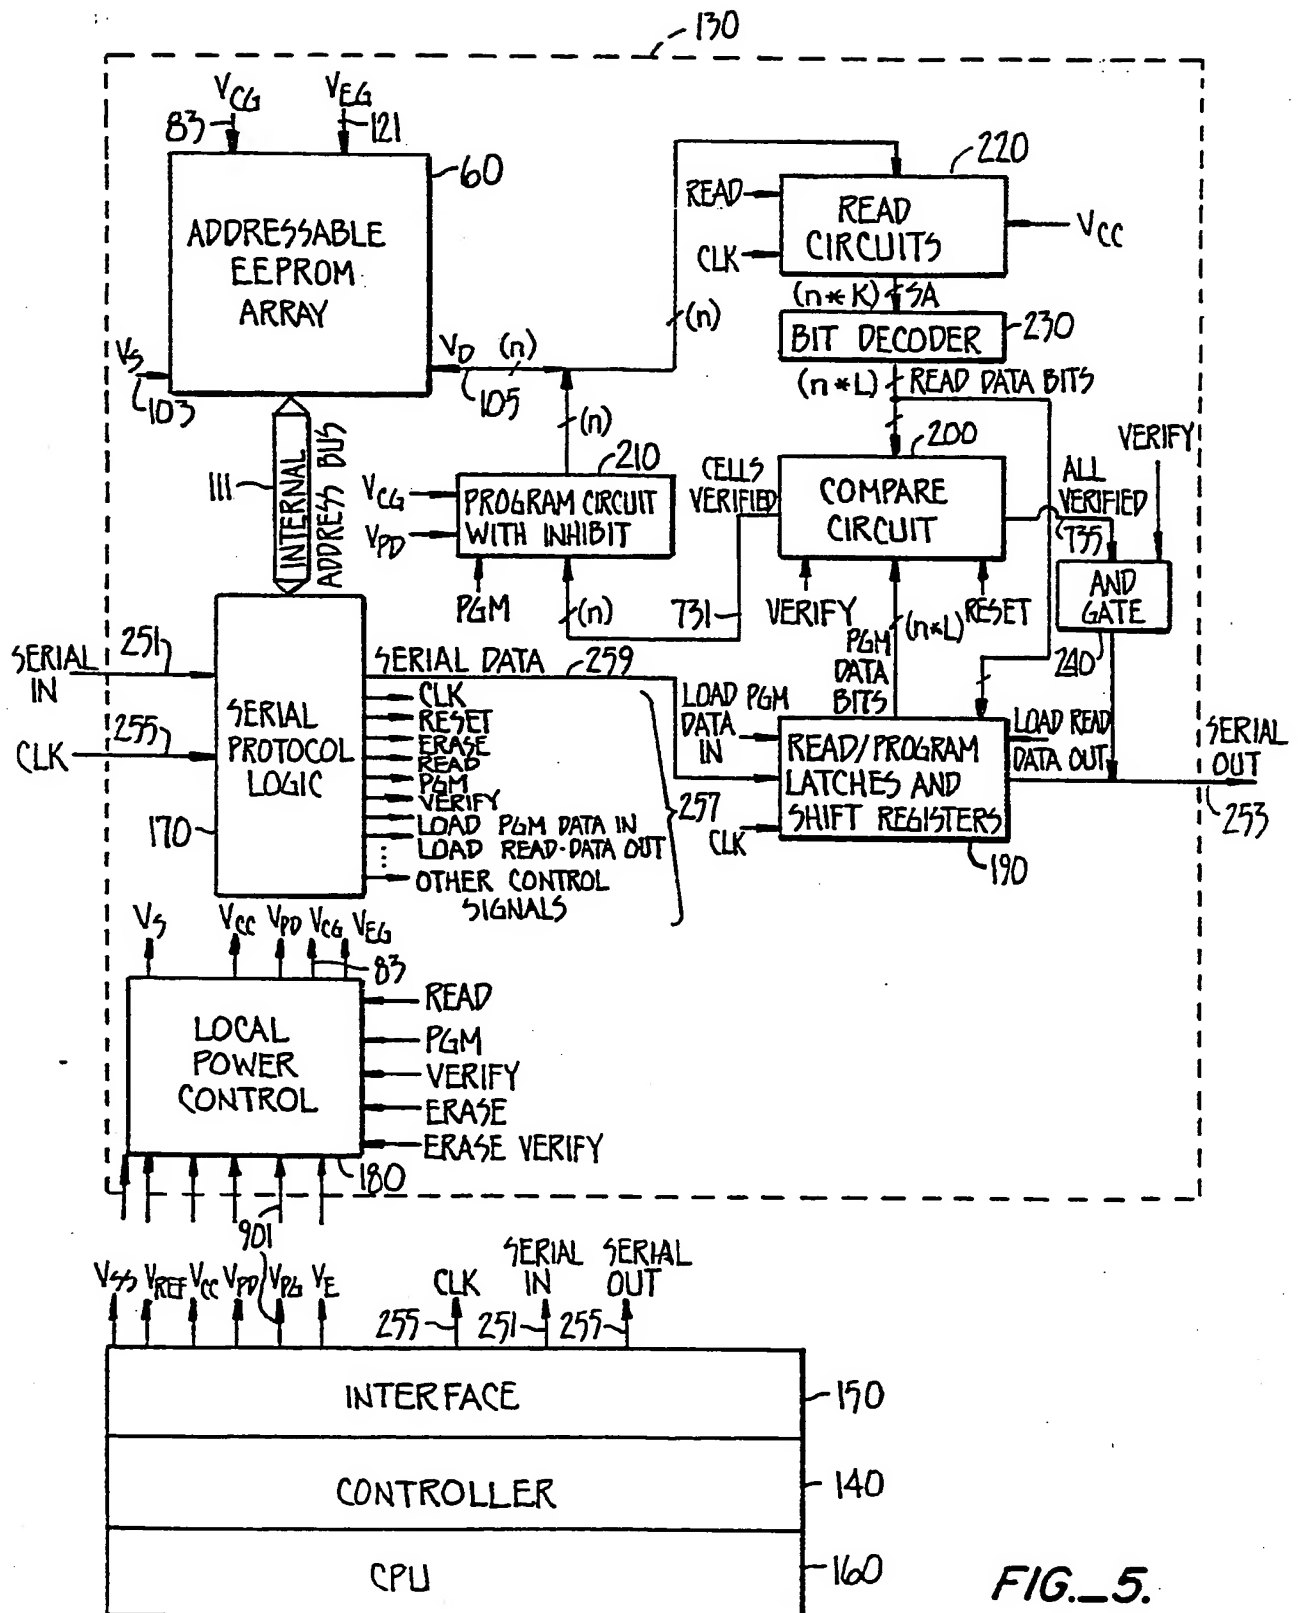 130
VCG
VEG
83
121
60
ADDRESSABLE
EEPROM
ARRAY
VS
103
VD
(n)
105
(n)
READ
CLK
220
READ
CIRCUITS
VCC
(n*K)
SA
BIT DECODER
230
(n*L)
READ DATA BITS
111
INTERNAL
ADDRESS BUS
(n)
210
VCG
VPD
PROGRAM CIRCUIT
WITH INHIBIT
PGM
(n)
CELLS
VERIFIED
731
200
COMPARE
CIRCUIT
VERIFY
RESET
ALL
VERIFIED
735
VERIFY
AND
GATE
240
(n*L)
PGM
DATA
BITS
SERIAL
IN
251
CLK
255
SERIAL
PROTOCOL
LOGIC
170
SERIAL DATA
259
CLK
RESET
ERASE
READ
PGM
VERIFY
LOAD PGM DATA IN
LOAD READ-DATA OUT
OTHER CONTROL
SIGNALS
257
LOAD PGM
DATA
IN
CLK
READ/PROGRAM
LATCHES AND
SHIFT REGISTERS
190
LOAD READ
DATA OUT
SERIAL
OUT
253
VS
VCC
VPD
VCG
VEG
83
LOCAL
POWER
CONTROL
180
READ
PGM
VERIFY
ERASE
ERASE VERIFY
901
VSS
VREF
VCC
VPD
VPG
VE
CLK
SERIAL
IN
SERIAL
OUT
255
251
255
INTERFACE
150
CONTROLLER
140
CPU
160
FIG._5.